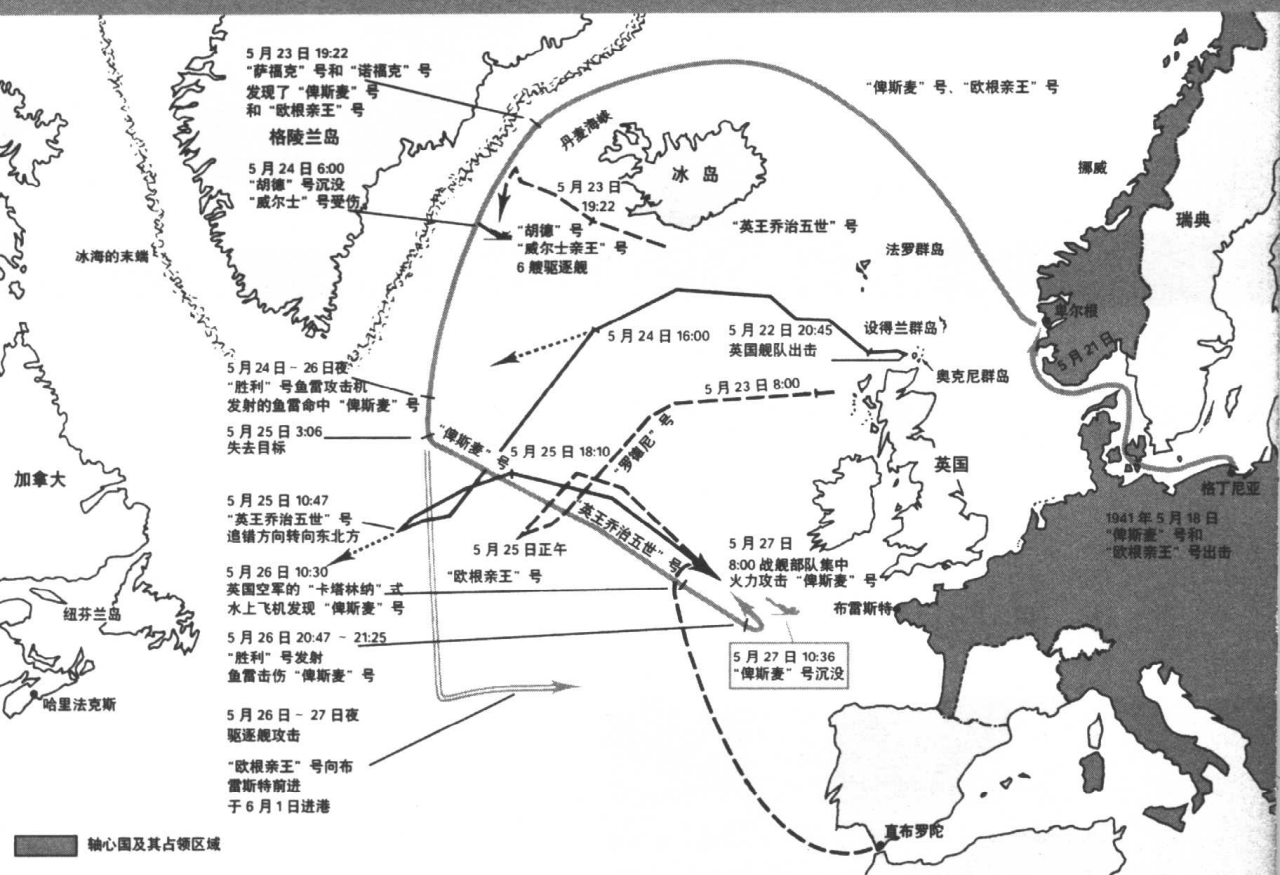 5月23日 19:22
“萨福克”号和“诺福克”号
发现了“俾斯麦”号
和“欧根亲王”号
格陵兰岛
5月24日 6:00
“胡德”号沉没
“威尔士”号受伤
冰海的末端
丹麦海峡
冰岛
5月23日
19:22
“胡德”号
“威尔士亲王”号
6艘驱逐舰
“俾斯麦”号、“欧根亲王”号
挪威
瑞典
“英王乔治五世”号
法罗群岛
卑尔根
5月21日
设得兰群岛
奥克尼群岛
5月24日 16:00
5月22日 20:45
英国舰队出击
5月23日 8:00
5月24日~26日夜
“胜利”号鱼雷攻击机
发射的鱼雷命中“俾斯麦”号
5月25日 3:06
失去目标
“俾斯麦”号
5月25日 18:10
“罗德尼”号
英国
加拿大
格丁尼亚
1941年5月18日
“俾斯麦”号和
“欧根亲王”号出击
5月25日 10:47
“英王乔治五世”号
追错方向转向东北方
“英王乔治五世”号
5月25日正午
“欧根亲王”号
5月27日
8:00 战舰部队集中
火力攻击“俾斯麦”号
5月26日 10:30
英国空军的“卡塔林纳”式
水上飞机发现“俾斯麦”号
纽芬兰岛
布雷斯特
5月26日 20:47 ~ 21:25
“胜利”号发射
鱼雷击伤“俾斯麦”号
5月27日 10:36
“俾斯麦”号沉没
哈里法克斯
5月26日~27日夜
驱逐舰攻击
“欧根亲王”号向布
雷斯特前进
于6月1日进港
直布罗陀
轴心国及其占领区域